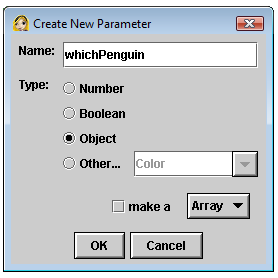 Create New Parameter
Name: whichPenguin
Type: Number
Boolean
Object
Other... Color
make a Array
OK Cancel